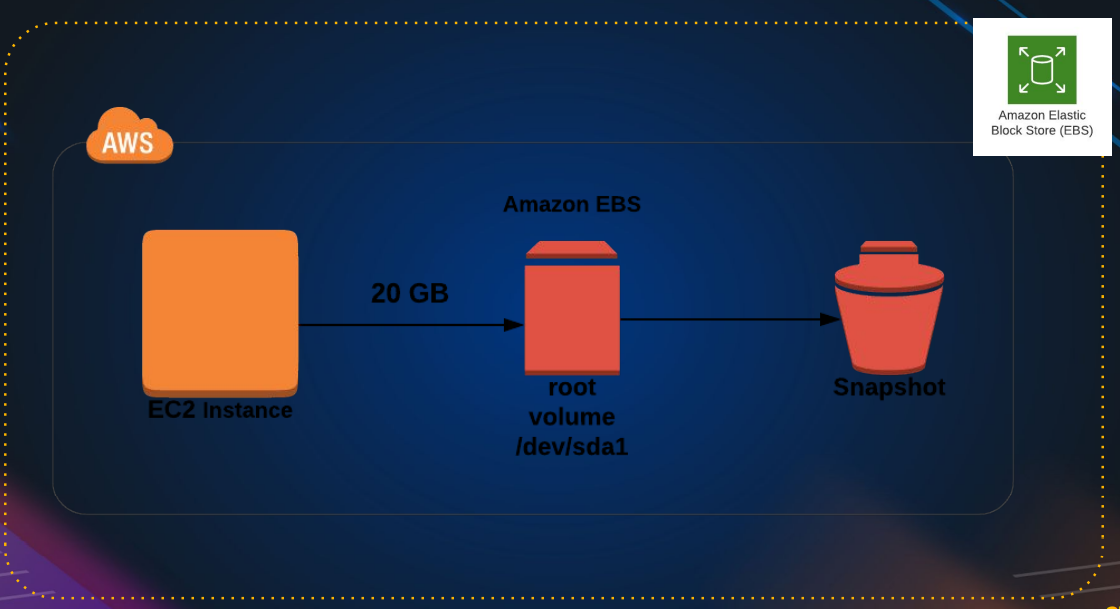 Amazon Elastic
Block Store (EBS)
AWS
Amazon EBS
20 GB
EC2 Instance
root
volume
/dev/sda1
Snapshot